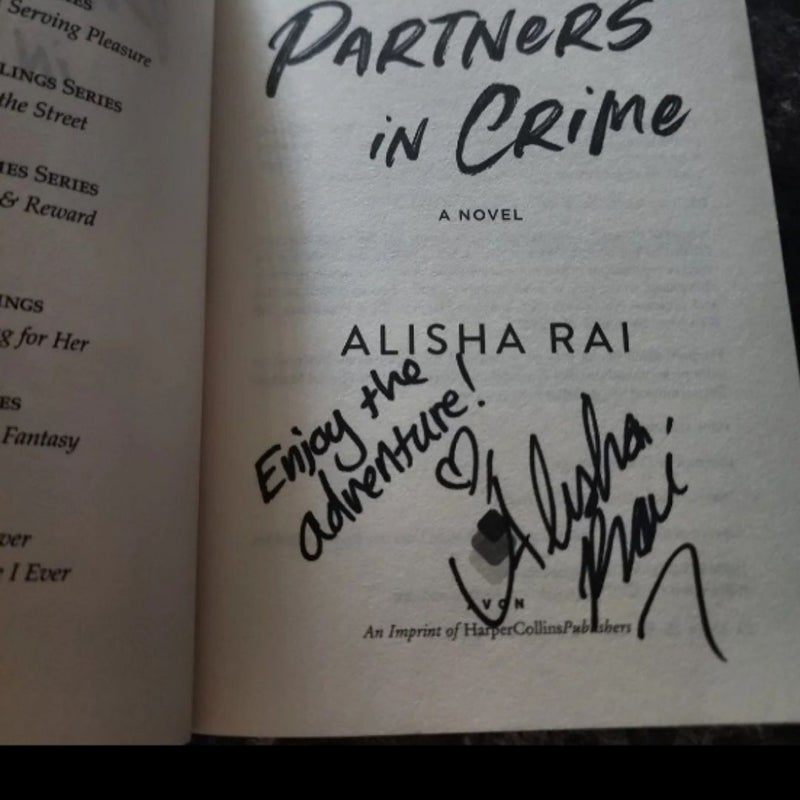 IES
Serving Pleasure
LINGS SERIES
the Street
IES SERIES
& Reward
INGS
g for Her
ES
Fantasy
ver
I Ever
PARTNERS
in CRiMe
A NOVEL
ALISHA RAI
Enjoy the
adventure!
♡ Alisha
Rai
AVON
An Imprint of HarperCollinsPublishers